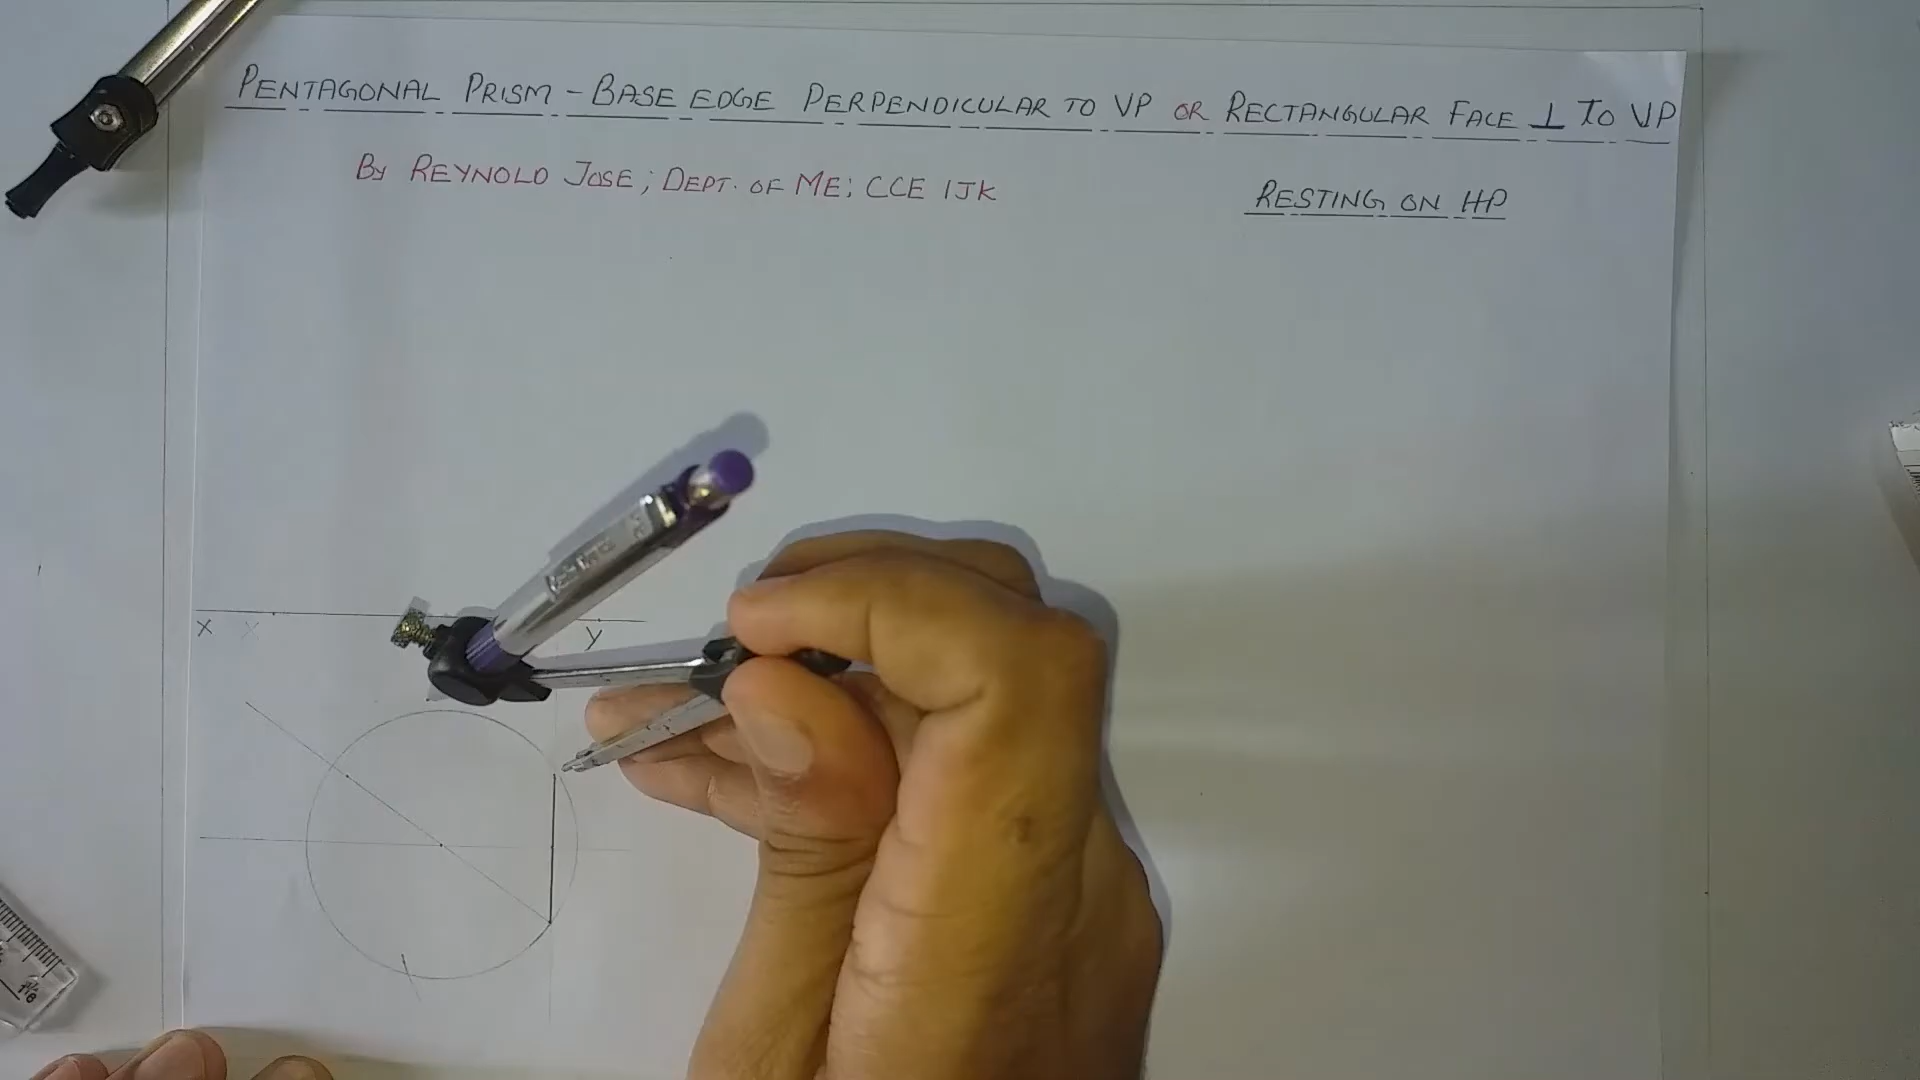 PENTAGONAL PRISM - BASE EDGE PERPENDICULAR TO VP OR RECTANGULAR FACE ⊥ TO VP
By REYNOLD JOSE; DEPT. OF ME; CCE IJK
RESTING ON HP
X X Y